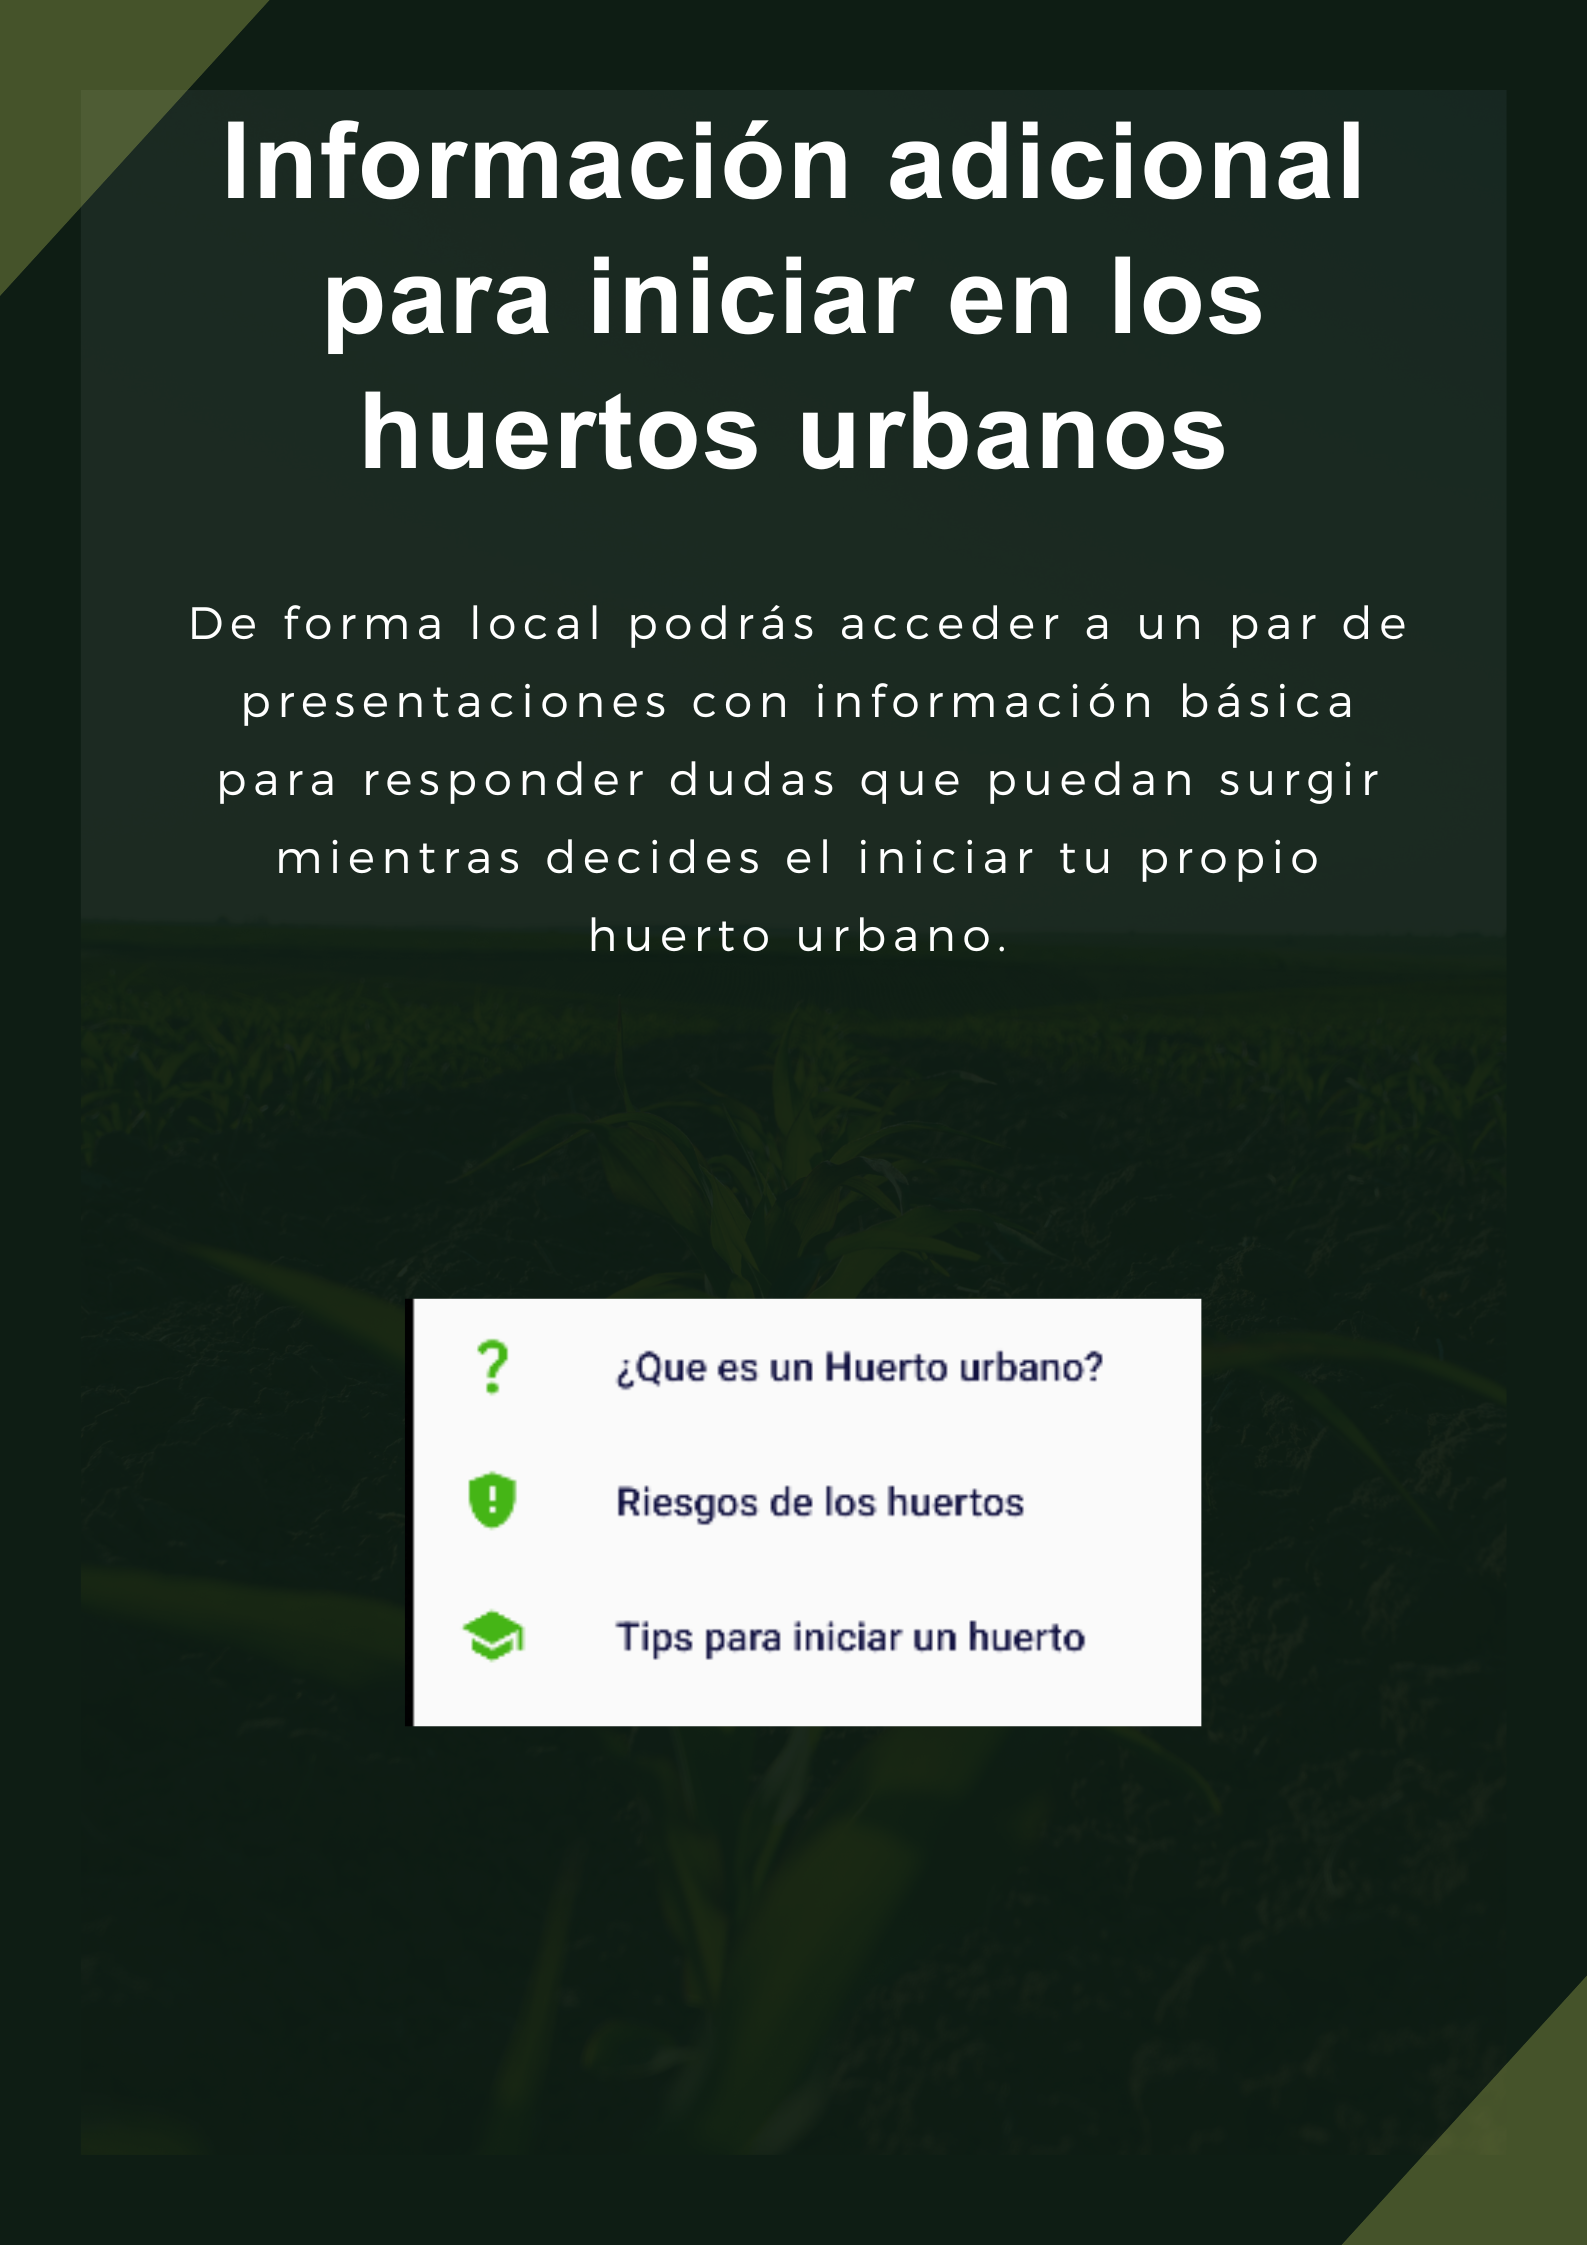 Información adicional
para iniciar en los
huertos urbanos
De forma local podrás acceder a un par de
presentaciones con información básica
para responder dudas que puedan surgir
mientras decides el iniciar tu propio
huerto urbano.
¿Que es un Huerto urbano?
Riesgos de los huertos
Tips para iniciar un huerto